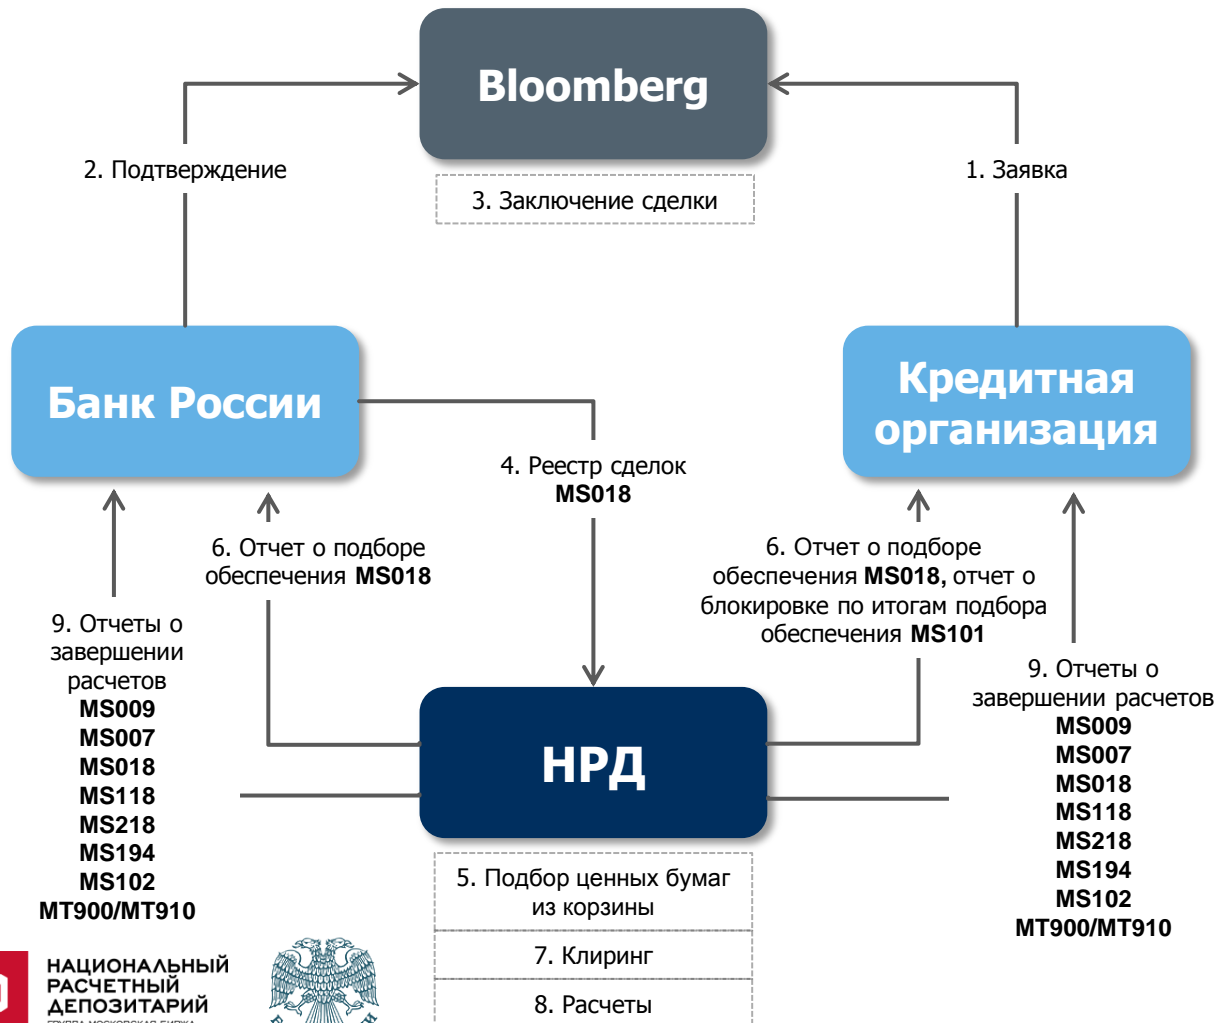 Bloomberg
2. Подтверждение
1. Заявка
3. Заключение сделки
Банк России
Кредитная
организация
4. Реестр сделок
MS018
6. Отчет о подборе
обеспечения MS018
6. Отчет о подборе
обеспечения MS018, отчет о
блокировке по итогам подбора
обеспечения MS101
9. Отчеты о
завершении
расчетов
MS009
MS007
MS018
MS118
MS218
MS194
MS102
MT900/MT910
9. Отчеты о
завершении расчетов
MS009
MS007
MS018
MS118
MS218
MS194
MS102
MT900/MT910
НРД
5. Подбор ценных бумаг
из корзины
7. Клиринг
8. Расчеты
НАЦИОНАЛЬНЫЙ
РАСЧЕТНЫЙ
ДЕПОЗИТАРИЙ